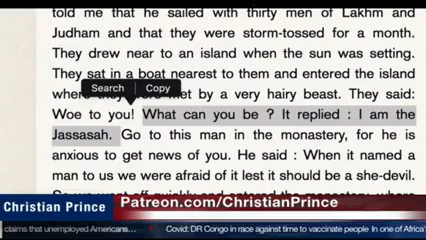 told me that he sailed with thirty men of Lakhm and
Judham and that they were storm-tossed for a month.
They drew near to an island when the sun was setting.
They sat in a boat nearest to them and entered the island
where they were met by a very hairy beast. They said:
Search Copy
Woe to you! What can you be ? It replied : I am the
Jassasah. Go to this man in the monastery, for he is
anxious to get news of you. He said : When it named a
man to us we were afraid of it lest it should be a she-devil.
Christian Prince
Patreon.com/ChristianPrince
claims that unemployed Americans... Covid: DR Congo in race against time to vaccinate people In one of Africa'